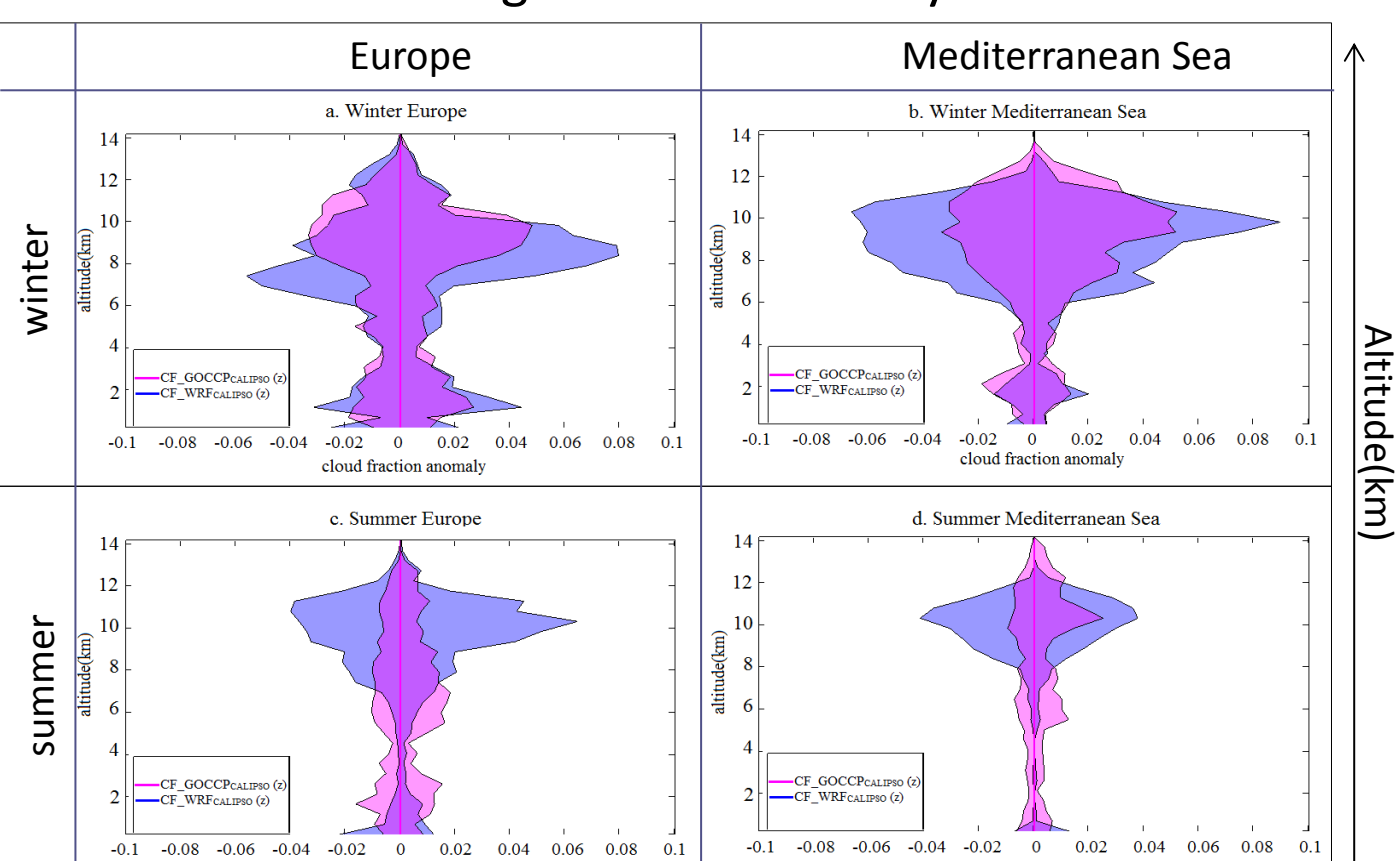 Europe
Mediterranean Sea
winter
a. Winter Europe
14
12
10
8
6
4
2
altitude(km)
CF_GOCCPCALIPSO (z)
CF_WRFCALIPSO (z)
-0.1 -0.08 -0.06 -0.04 -0.02 0 0.02 0.04 0.06 0.08 0.1
cloud fraction anomaly
b. Winter Mediterranean Sea
14
12
10
8
6
4
2
altitude(km)
CF_GOCCPCALIPSO (z)
CF_WRFCALIPSO (z)
-0.1 -0.08 -0.06 -0.04 -0.02 0 0.02 0.04 0.06 0.08 0.1
cloud fraction anomaly
Altitude(km)
summer
c. Summer Europe
14
12
10
8
6
4
2
altitude(km)
CF_GOCCPCALIPSO (z)
CF_WRFCALIPSO (z)
-0.1 -0.08 -0.06 -0.04 -0.02 0 0.02 0.04 0.06 0.08 0.1
d. Summer Mediterranean Sea
14
12
10
8
6
4
2
altitude(km)
CF_GOCCPCALIPSO (z)
CF_WRFCALIPSO (z)
-0.1 -0.08 -0.06 -0.04 -0.02 0 0.02 0.04 0.06 0.08 0.1